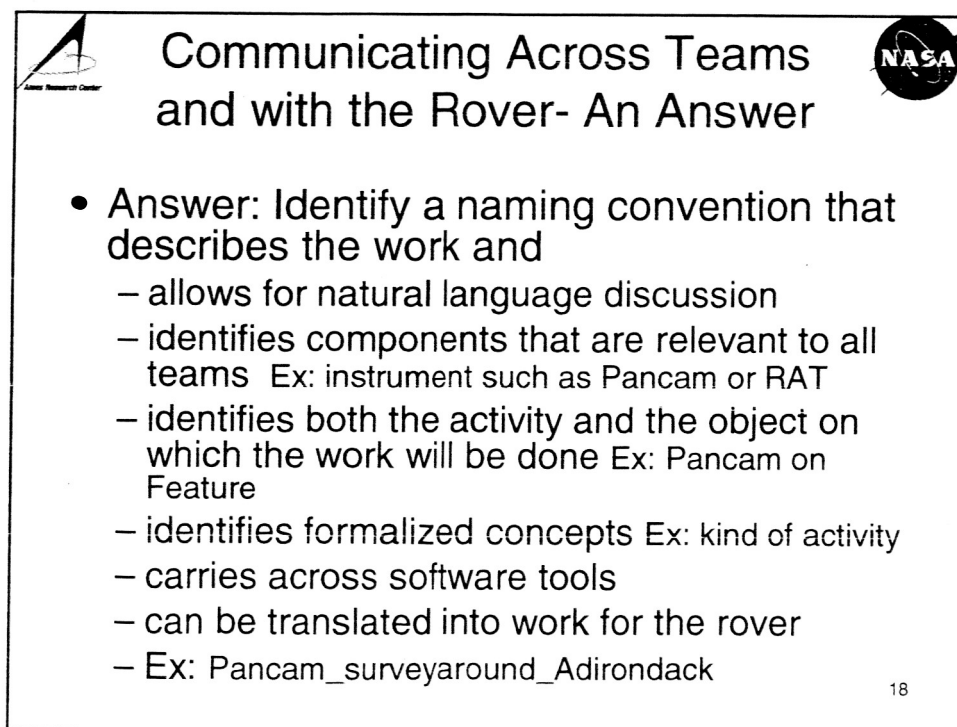 Communicating Across Teams
and with the Rover- An Answer
Ames Research Center
NASA
• Answer: Identify a naming convention that
describes the work and
– allows for natural language discussion
– identifies components that are relevant to all
teams Ex: instrument such as Pancam or RAT
– identifies both the activity and the object on
which the work will be done Ex: Pancam on
Feature
– identifies formalized concepts Ex: kind of activity
– carries across software tools
– can be translated into work for the rover
– Ex: Pancam_surveyaround_Adirondack
18